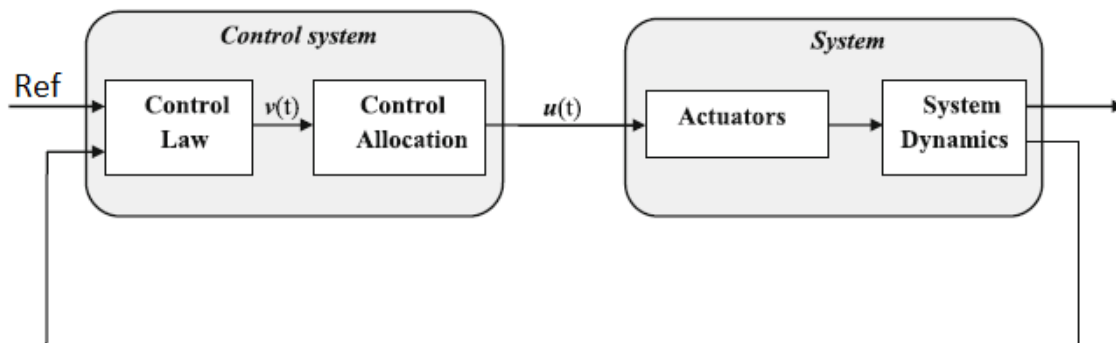 Control system
System
Ref
Control
Law
v(t)
Control
Allocation
u(t)
Actuators
System
Dynamics